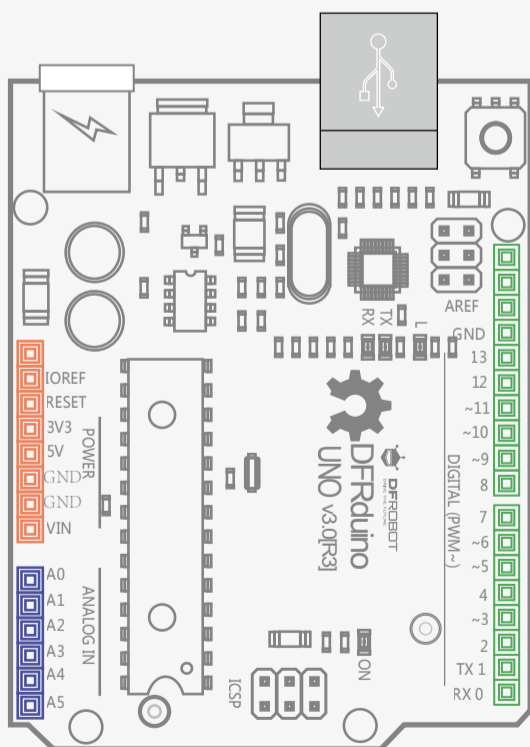 AREF
GND
13
12
~11
~10
~9
8
7
~6
~5
4
~3
2
TX 1
RX 0
DIGITAL (PWM~)
RX
TX
L
IOREF
RESET
3V3
5V
GND
GND
VIN
POWER
A0
A1
A2
A3
A4
A5
ANALOG IN
DFRduino
UNO v3.0[R3]
DFROBOT
ICSP
ON